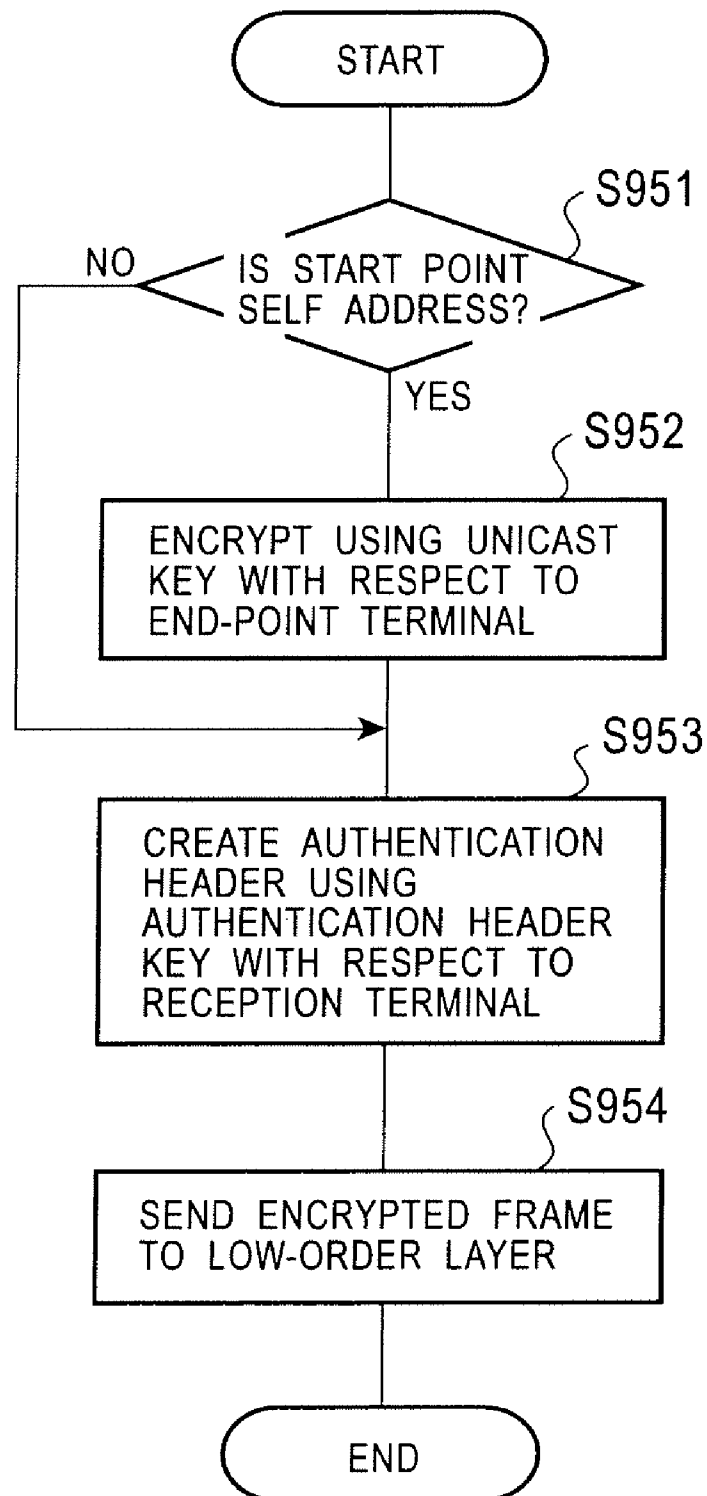 START
S951
NO
IS START POINT
SELF ADDRESS?
YES
S952
ENCRYPT USING UNICAST
KEY WITH RESPECT TO
END-POINT TERMINAL
S953
CREATE AUTHENTICATION
HEADER USING
AUTHENTICATION HEADER
KEY WITH RESPECT TO
RECEPTION TERMINAL
S954
SEND ENCRYPTED FRAME
TO LOW-ORDER LAYER
END